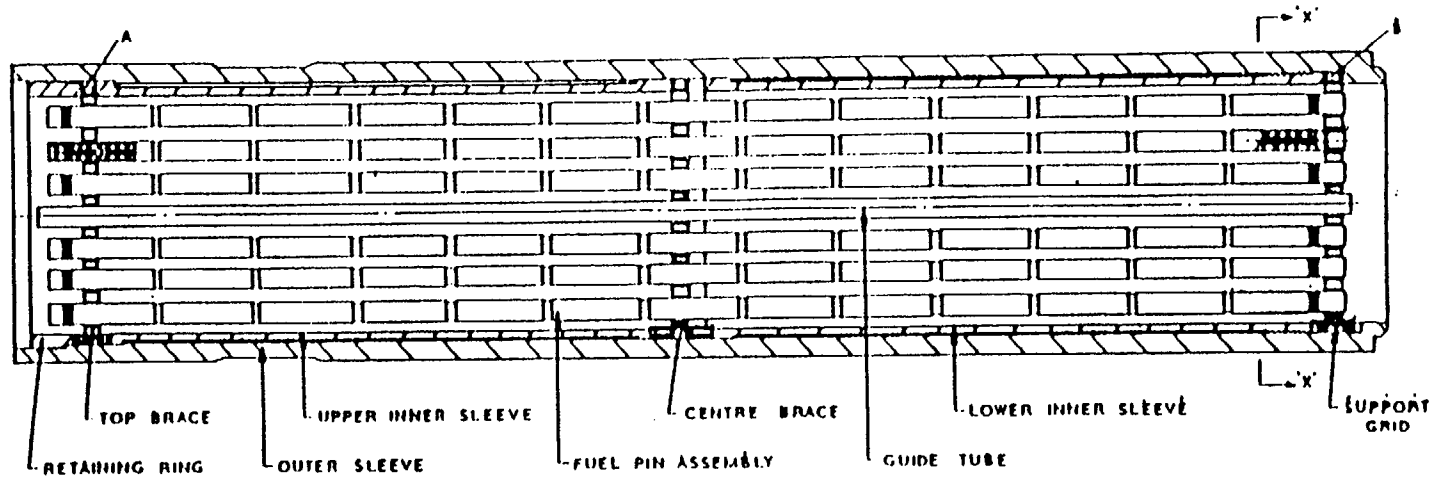 'X'
A
B
'X'
TOP BRACE
UPPER INNER SLEEVE
CENTRE BRACE
LOWER INNER SLEEVE
SUPPORT
GRID
RETAINING RING
OUTER SLEEVE
FUEL PIN ASSEMBLY
GUIDE TUBE